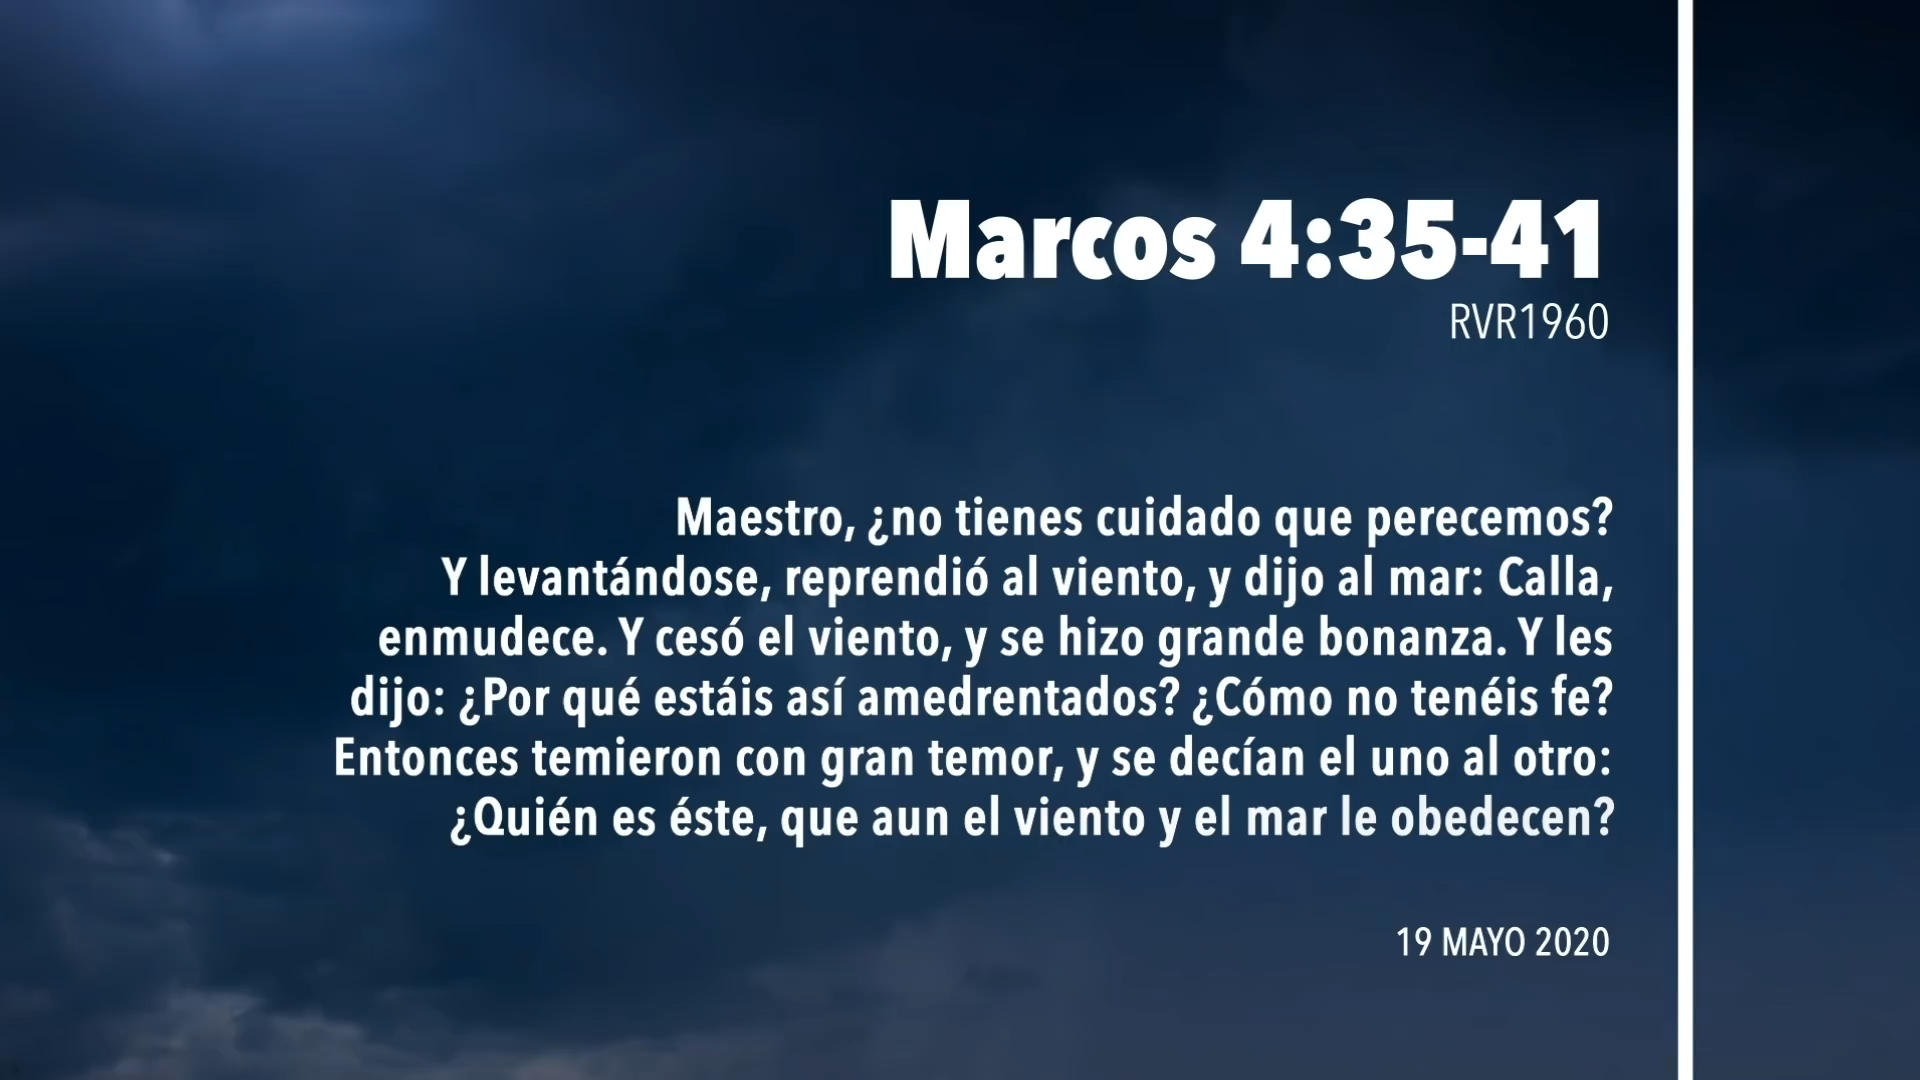 Marcos 4:35-41
RVR1960
Maestro, ¿no tienes cuidado que perecemos?
Y levantándose, reprendió al viento, y dijo al mar: Calla,
enmudece. Y cesó el viento, y se hizo grande bonanza. Y les
dijo: ¿Por qué estáis así amedrentados? ¿Cómo no tenéis fe?
Entonces temieron con gran temor, y se decían el uno al otro:
¿Quién es éste, que aun el viento y el mar le obedecen?
19 MAYO 2020